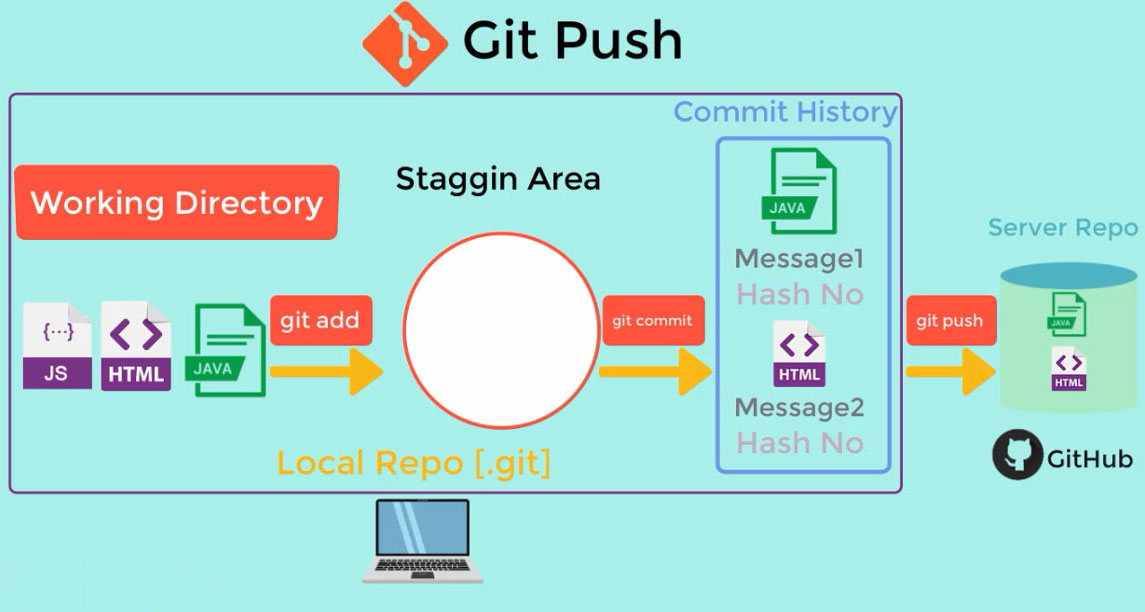 Git Push
Commit History
Working Directory
Staggin Area
JAVA
Message1
Hash No
Server Repo
{...}
JS
HTML
JAVA
git add
git commit
HTML
Message2
Hash No
git push
JAVA
HTML
Local Repo [.git]
GitHub